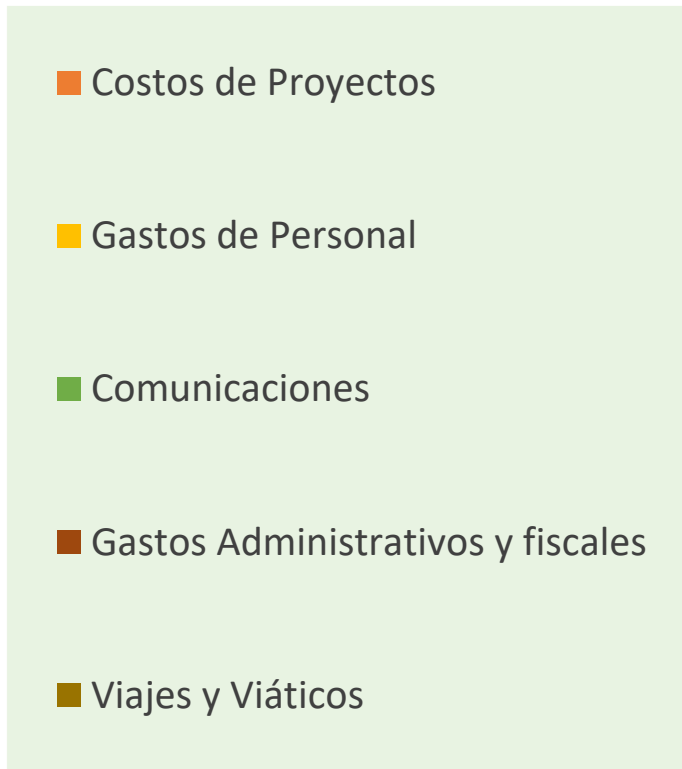 Costos de Proyectos
Gastos de Personal
Comunicaciones
Gastos Administrativos y fiscales
Viajes y Viáticos